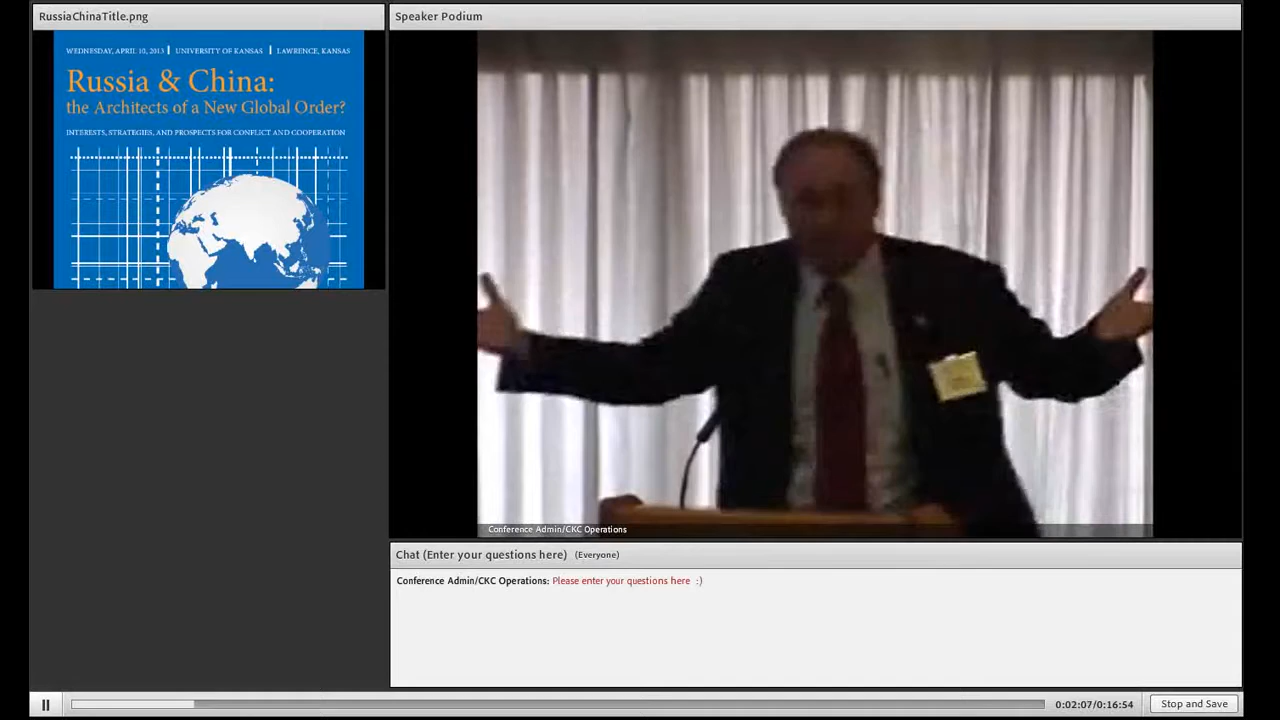 RussiaChinaTitle.png
WEDNESDAY, APRIL 10, 2013 | UNIVERSITY OF KANSAS | LAWRENCE, KANSAS
Russia & China:
the Architects of a New Global Order?
INTERESTS, STRATEGIES, AND PROSPECTS FOR CONFLICT AND COOPERATION
Speaker Podium
Conference Admin/CKC Operations
Chat (Enter your questions here) (Everyone)
Conference Admin/CKC Operations: Please enter your questions here :)
0:02:07/0:16:54
Stop and Save